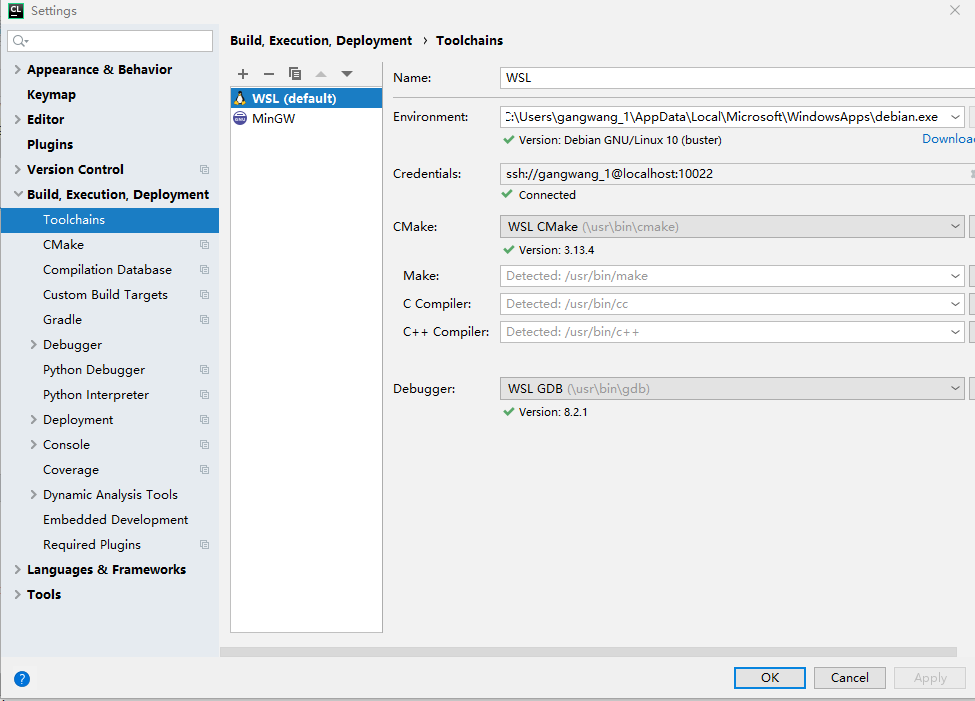 CL Settings
Build, Execution, Deployment › Toolchains
Appearance & Behavior
Keymap
Editor
Plugins
Version Control
Build, Execution, Deployment
Toolchains
CMake
Compilation Database
Custom Build Targets
Gradle
Debugger
Python Debugger
Python Interpreter
Deployment
Console
Coverage
Dynamic Analysis Tools
Embedded Development
Required Plugins
Languages & Frameworks
Tools
WSL (default)
MinGW
Name: WSL
Environment: C:\Users\gangwang_1\AppData\Local\Microsoft\WindowsApps\debian.exe
Version: Debian GNU/Linux 10 (buster) Downloa
Credentials: ssh://gangwang_1@localhost:10022
Connected
CMake: WSL CMake (\usr\bin\cmake)
Version: 3.13.4
Make: Detected: /usr/bin/make
C Compiler: Detected: /usr/bin/cc
C++ Compiler: Detected: /usr/bin/c++
Debugger: WSL GDB (\usr\bin\gdb)
Version: 8.2.1
? OK Cancel Apply